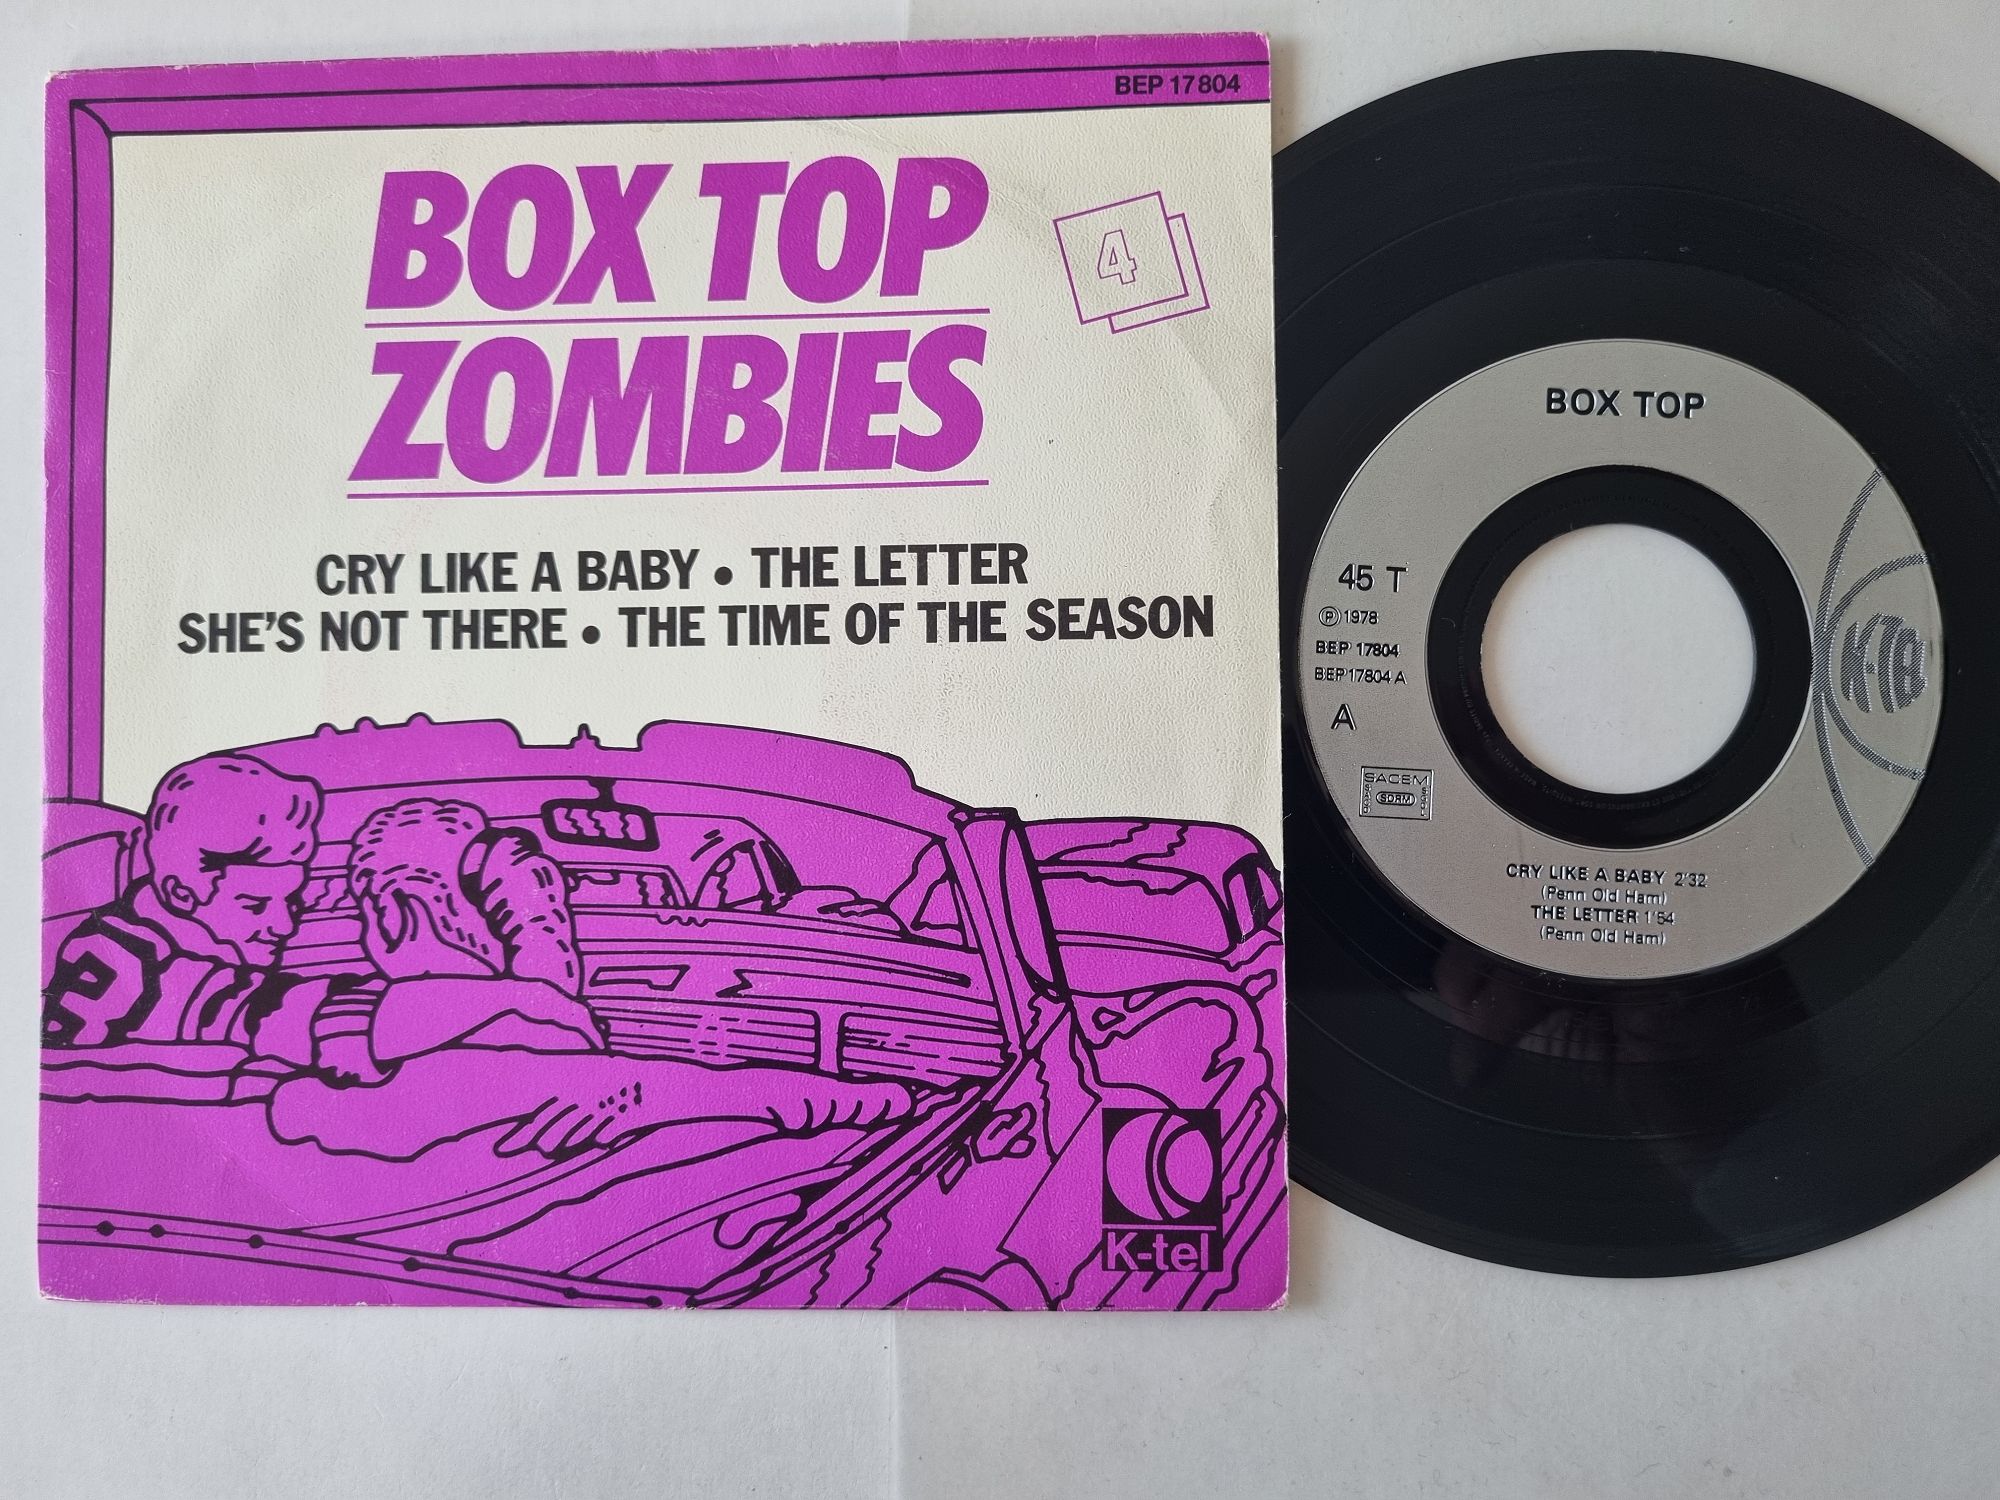 BEP 17804
BOX TOP
ZOMBIES
4
CRY LIKE A BABY • THE LETTER
SHE'S NOT THERE • THE TIME OF THE SEASON
2
K-tel
BOX TOP
45 T
Ⓟ 1978
BEP 17804
BEP 17804 A
A
SACEM
SDRM
K-TEL
CRY LIKE A BABY 2'32
(Penn Old Ham)
THE LETTER 1'54
(Penn Old Ham)